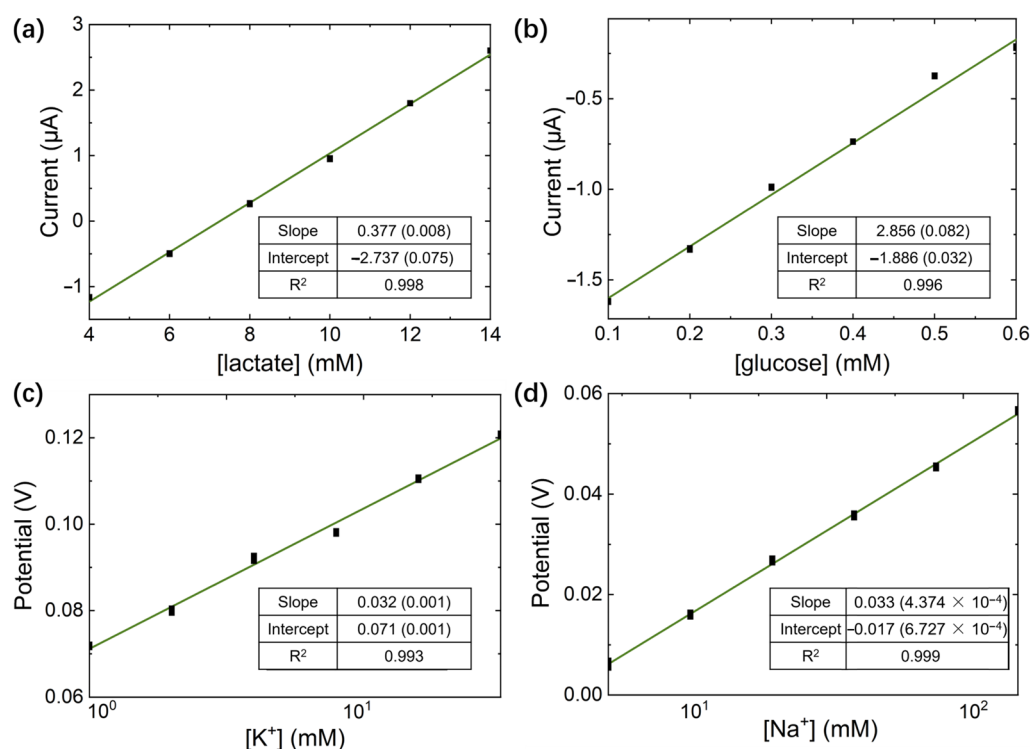 (a)
Current (µA)
3
2
1
0
−1
Slope 0.377 (0.008)
Intercept −2.737 (0.075)
R² 0.998
4 6 8 10 12 14
[lactate] (mM)
(b)
Current (µA)
−0.5
−1.0
−1.5
Slope 2.856 (0.082)
Intercept −1.886 (0.032)
R² 0.996
0.1 0.2 0.3 0.4 0.5 0.6
[glucose] (mM)
(c)
Potential (V)
0.12
0.10
0.08
0.06
Slope 0.032 (0.001)
Intercept 0.071 (0.001)
R² 0.993
10⁰ 10¹
[K⁺] (mM)
(d)
Potential (V)
0.06
0.04
0.02
0.00
Slope 0.033 (4.374 × 10⁻⁴)
Intercept −0.017 (6.727 × 10⁻⁴)
R² 0.999
10¹ 10²
[Na⁺] (mM)